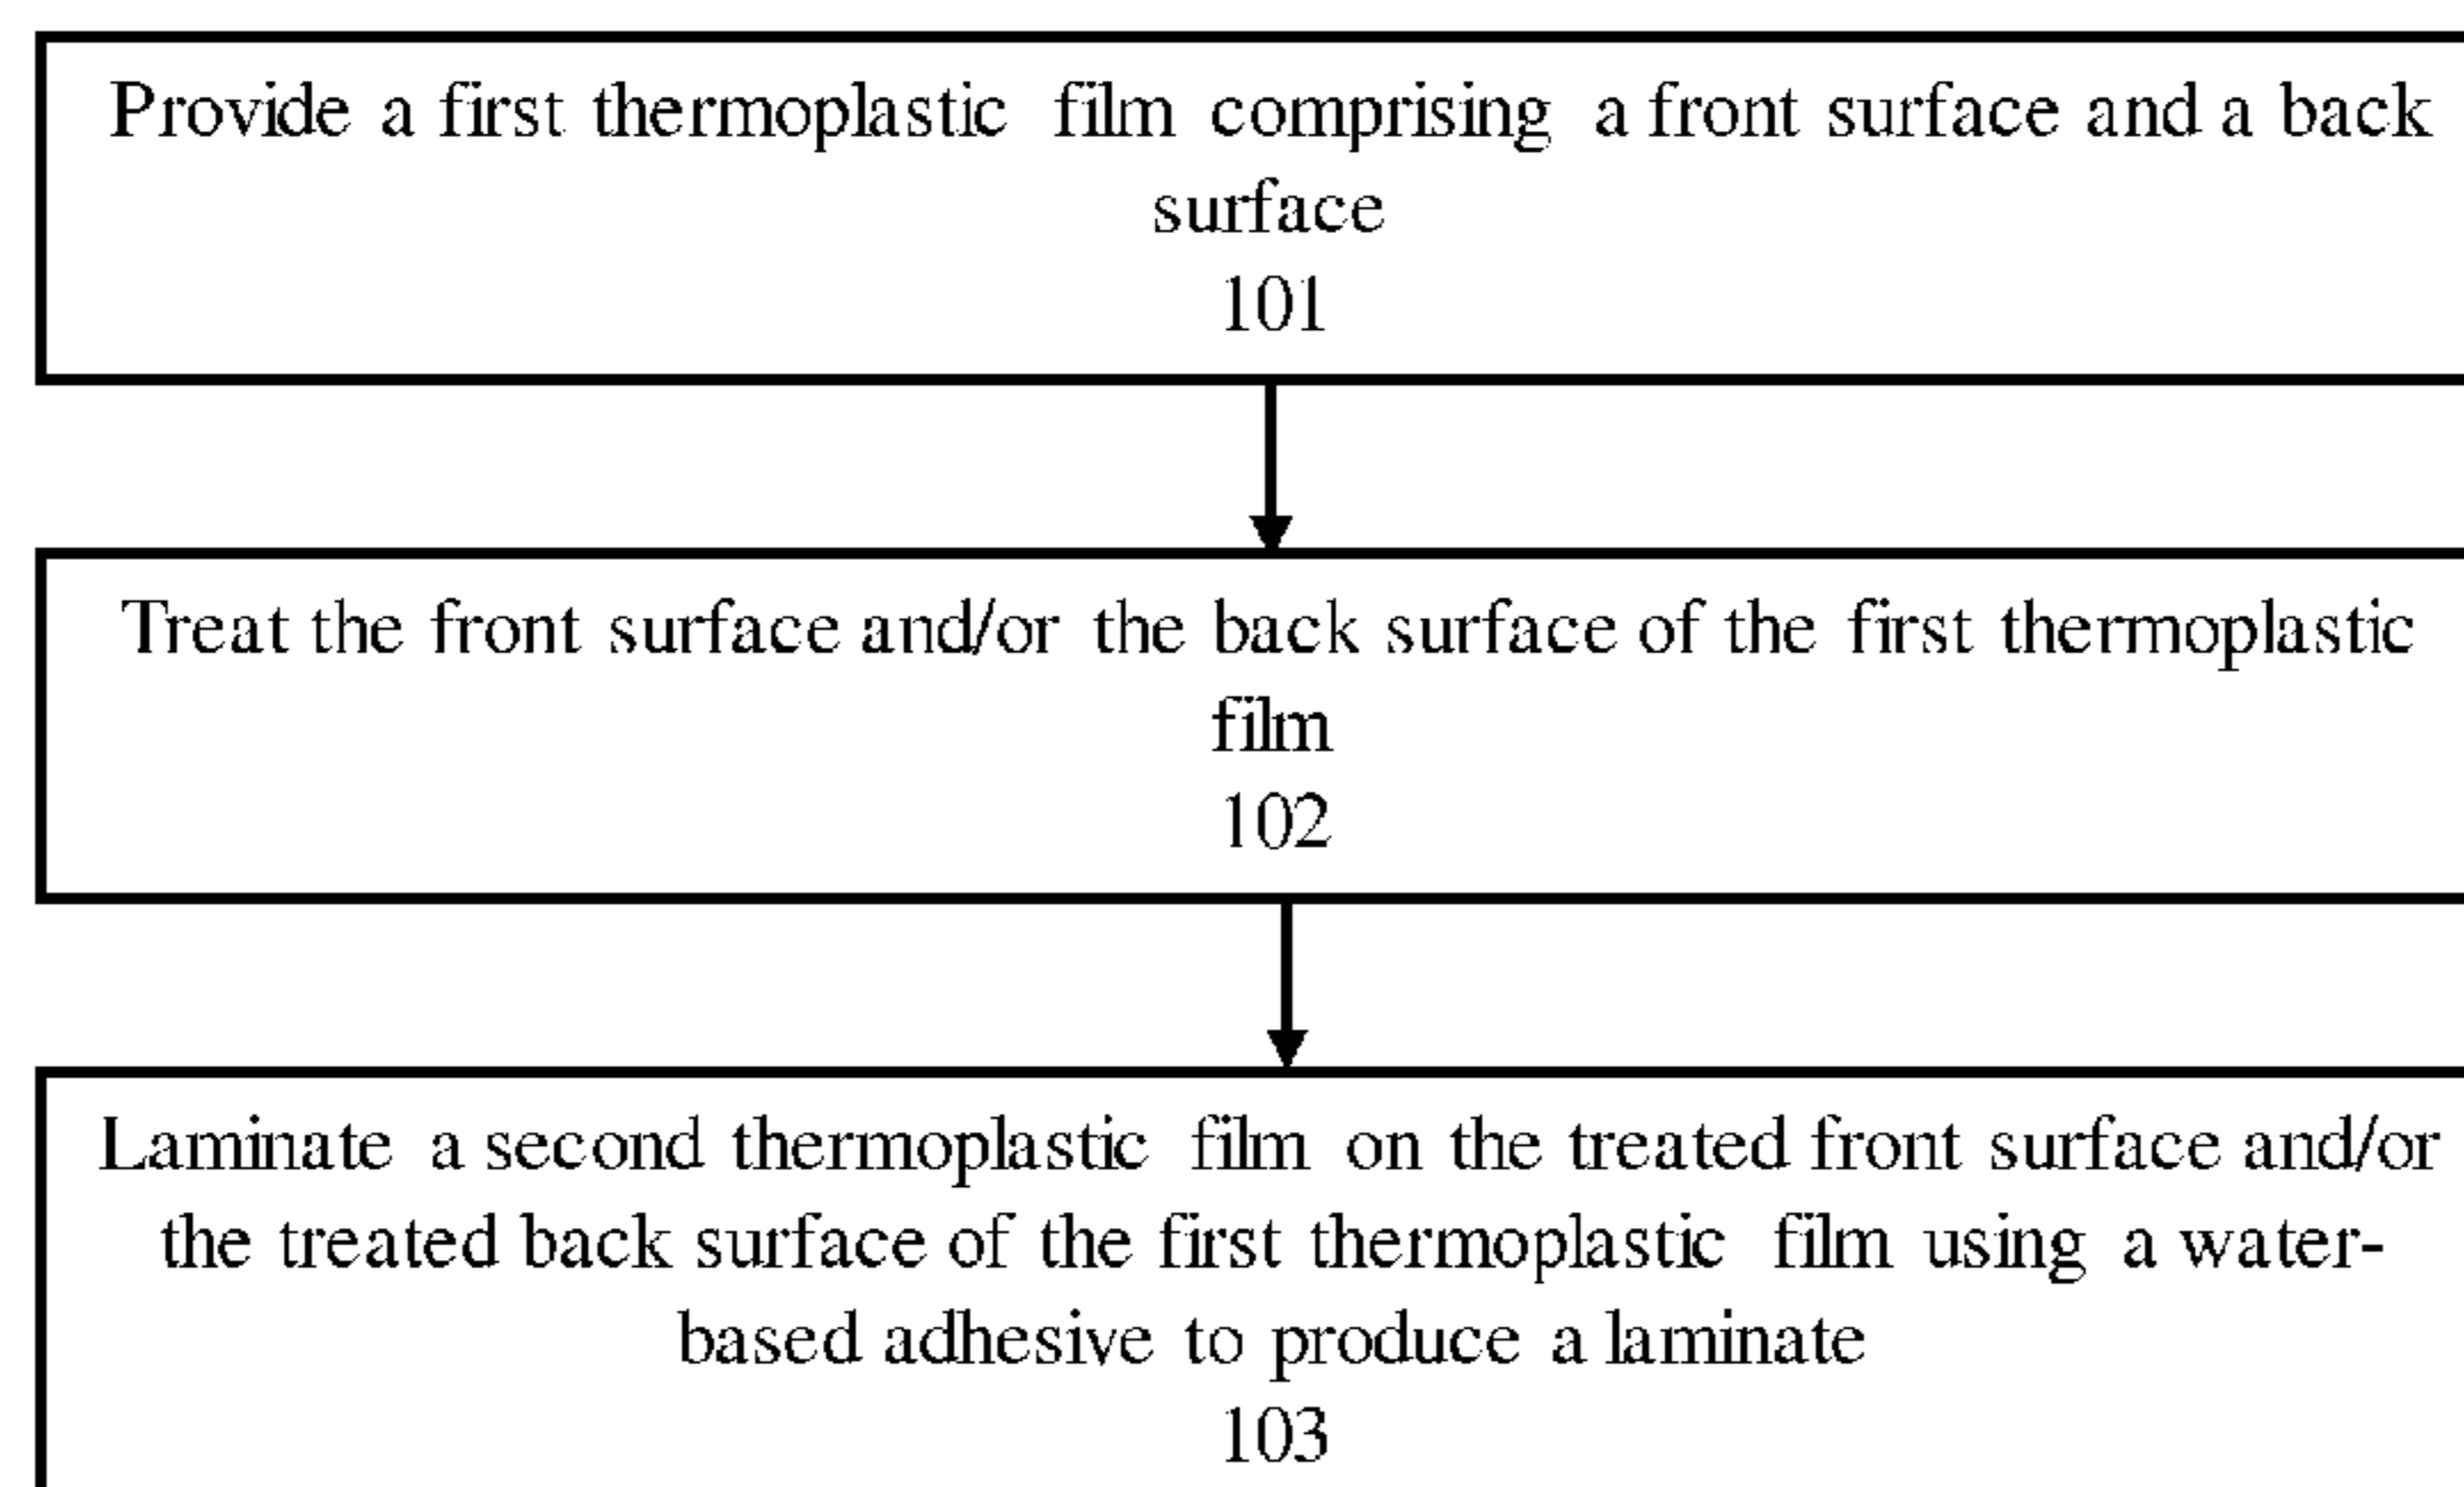 Provide a first thermoplastic film comprising a front surface and a back
surface
101
Treat the front surface and/or the back surface of the first thermoplastic
film
102
Laminate a second thermoplastic film on the treated front surface and/or
the treated back surface of the first thermoplastic film using a water-
based adhesive to produce a laminate
103